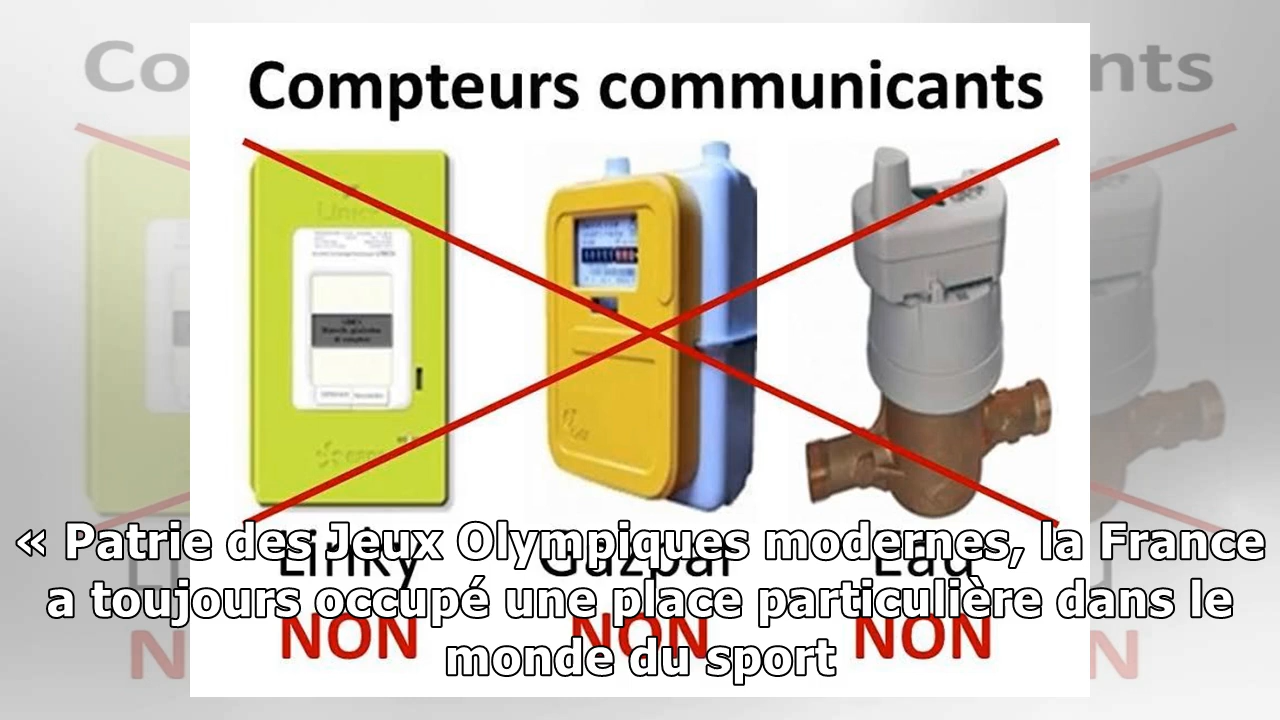 Compteurs communicants
Linky
Linky Gazpar Eau
NON NON NON
« Patrie des Jeux Olympiques modernes, la France
a toujours occupé une place particulière dans le
monde du sport